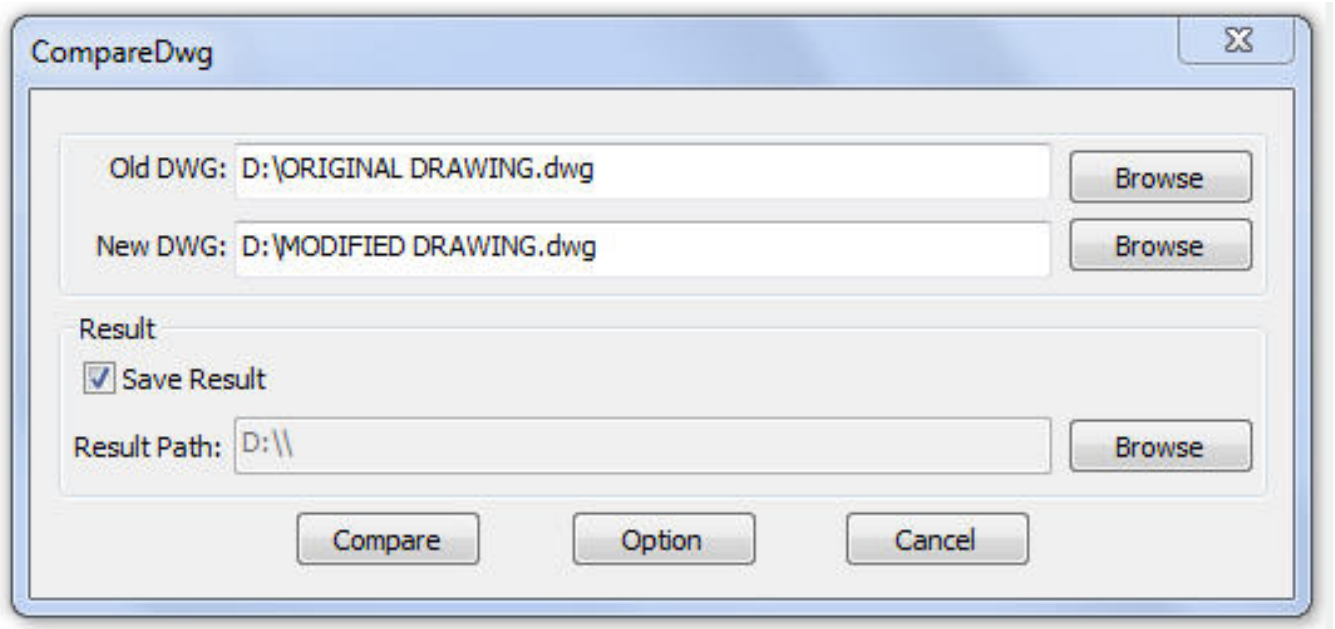 CompareDwg
Old DWG: D:\ORIGINAL DRAWING.dwg Browse
New DWG: D:\MODIFIED DRAWING.dwg Browse
Result
Save Result
Result Path: D:\\ Browse
Compare Option Cancel